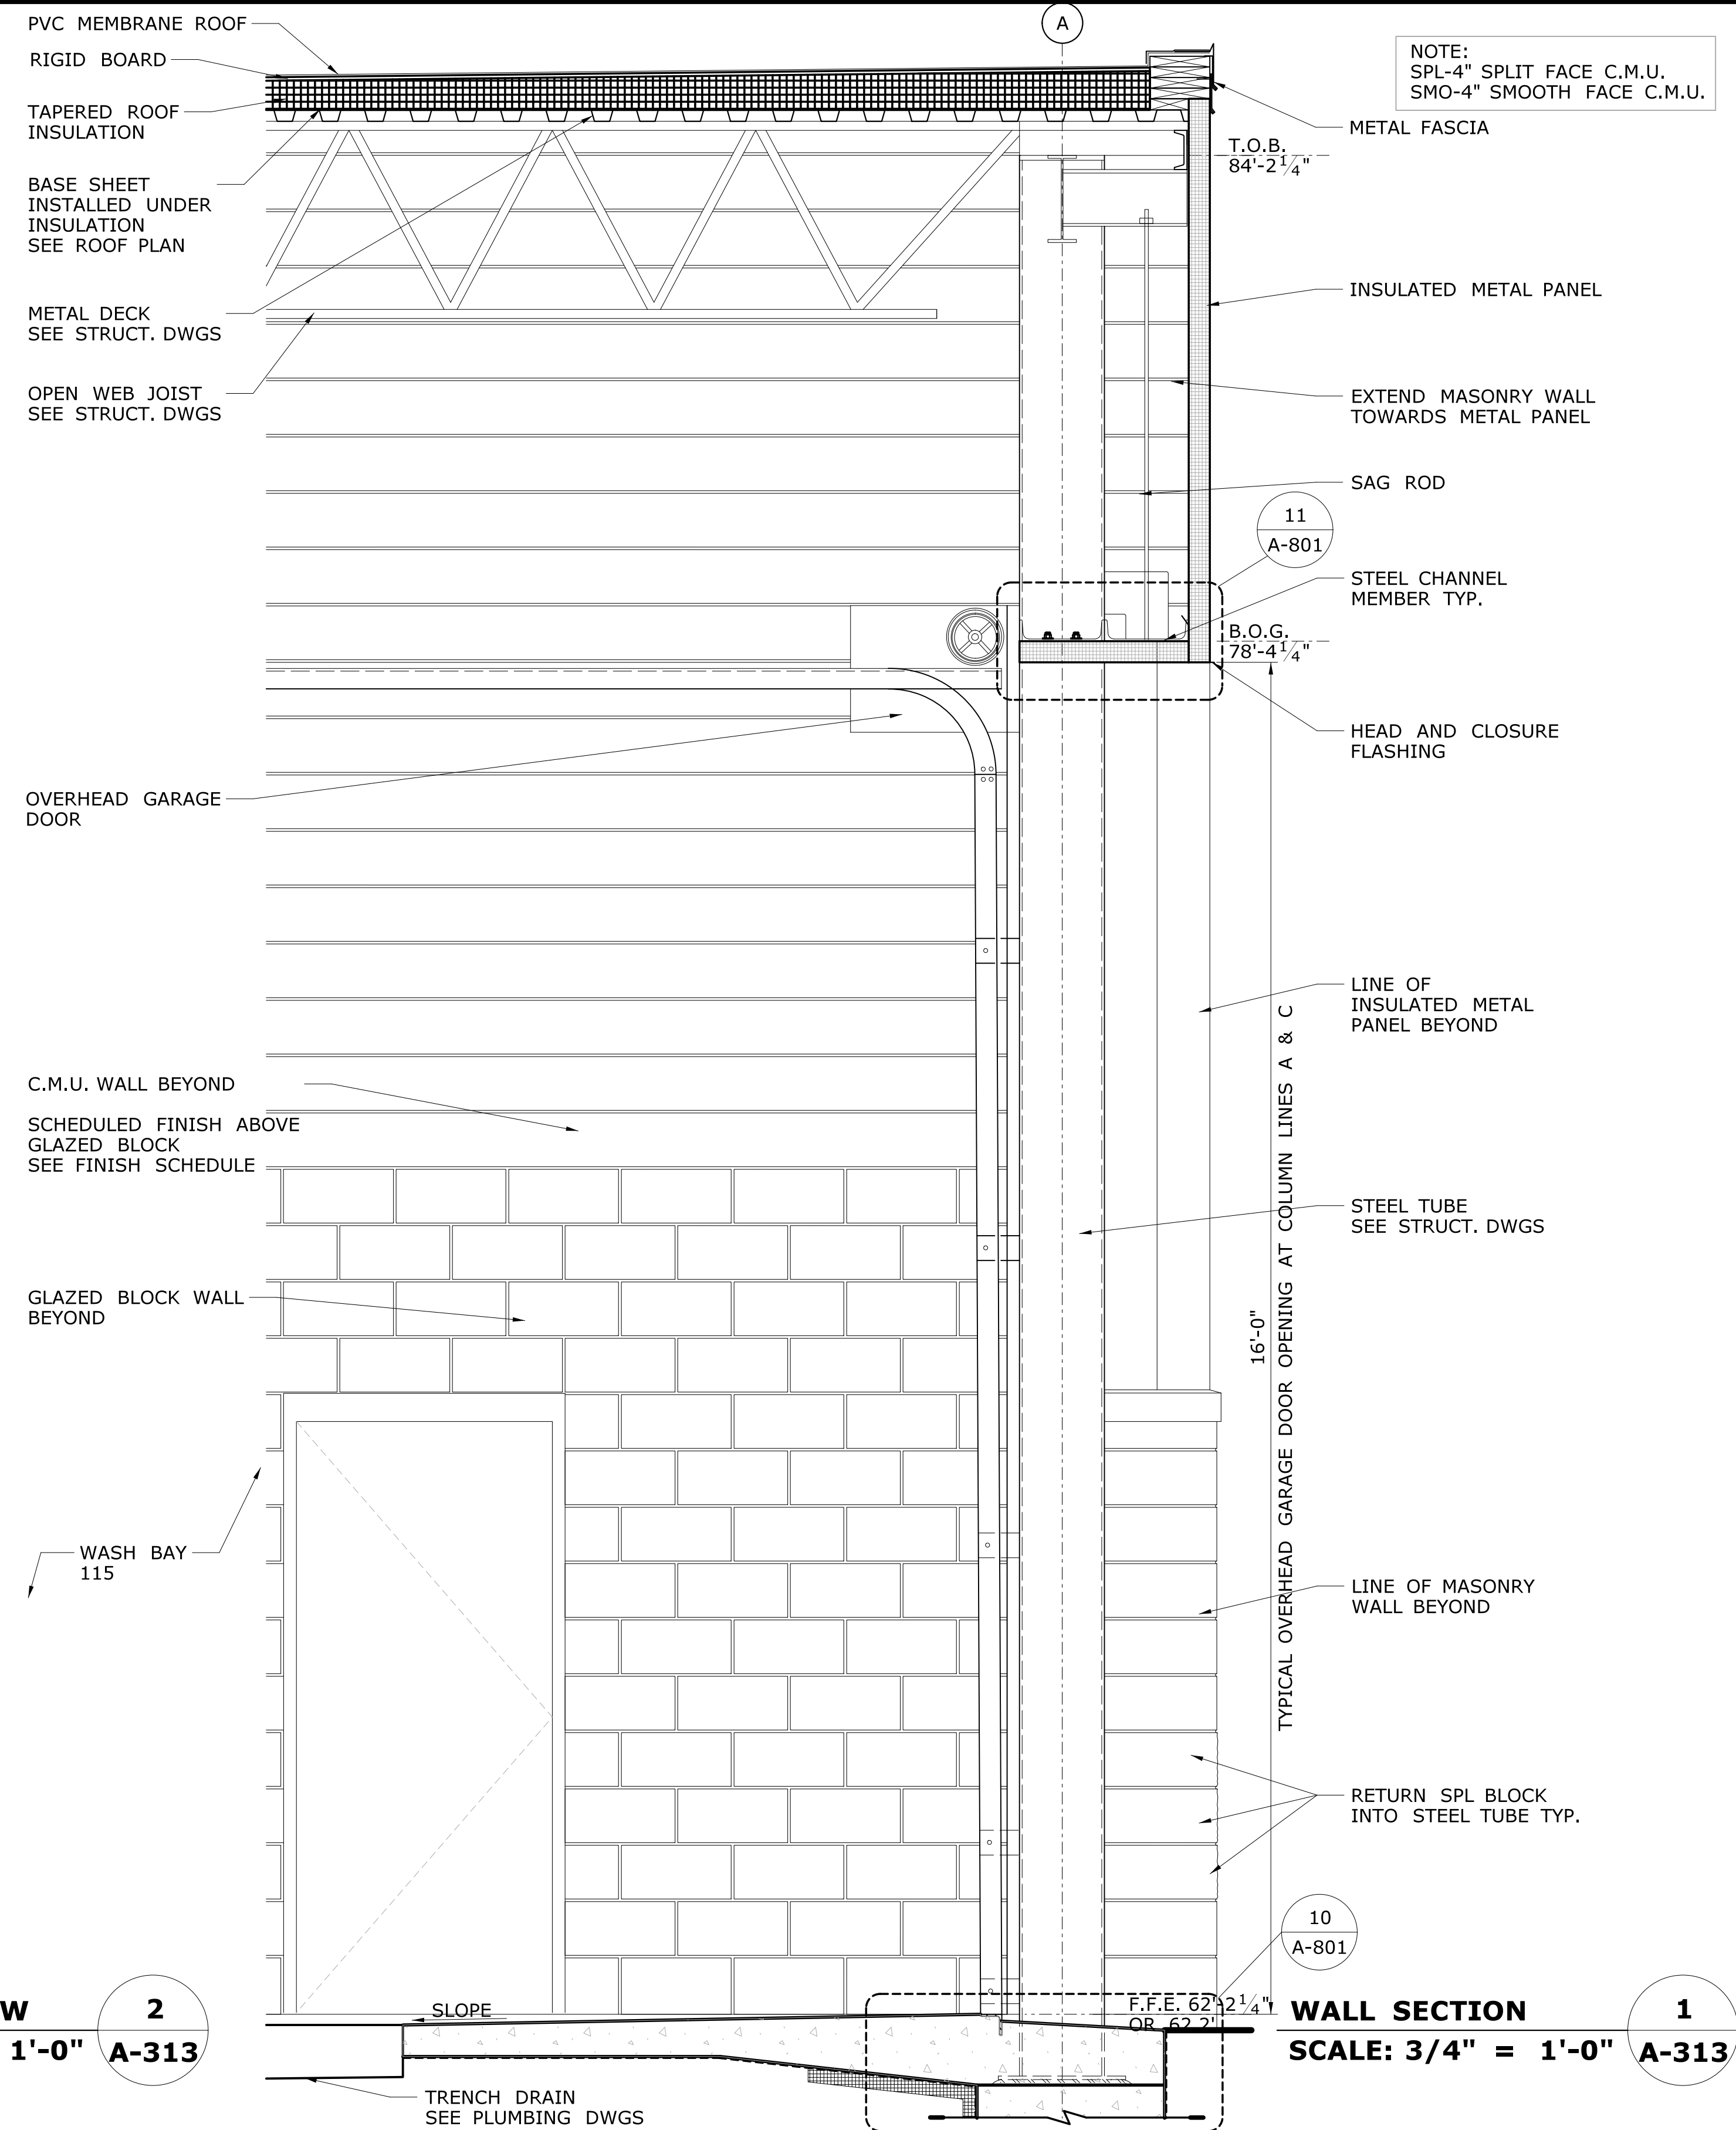 PVC MEMBRANE ROOF
RIGID BOARD
TAPERED ROOF
INSULATION
BASE SHEET
INSTALLED UNDER
INSULATION
SEE ROOF PLAN
METAL DECK
SEE STRUCT. DWGS
OPEN WEB JOIST
SEE STRUCT. DWGS
OVERHEAD GARAGE
DOOR
C.M.U. WALL BEYOND
SCHEDULED FINISH ABOVE
GLAZED BLOCK
SEE FINISH SCHEDULE
GLAZED BLOCK WALL
BEYOND
WASH BAY
115
A
NOTE:
SPL-4" SPLIT FACE C.M.U.
SMO-4" SMOOTH FACE C.M.U.
METAL FASCIA
T.O.B.
84'-2 1/4"
INSULATED METAL PANEL
EXTEND MASONRY WALL
TOWARDS METAL PANEL
SAG ROD
11
A-801
STEEL CHANNEL
MEMBER TYP.
B.O.G.
78'-4 1/4"
HEAD AND CLOSURE
FLASHING
LINE OF
INSULATED METAL
PANEL BEYOND
STEEL TUBE
SEE STRUCT. DWGS
16'-0"
TYPICAL OVERHEAD GARAGE DOOR OPENING AT COLUMN LINES A & C
LINE OF MASONRY
WALL BEYOND
RETURN SPL BLOCK
INTO STEEL TUBE TYP.
10
A-801
SLOPE
F.F.E. 62'-2 1/4"
OR 62.2'
TRENCH DRAIN
SEE PLUMBING DWGS
W
1'-0"
2
A-313
WALL SECTION
SCALE: 3/4" = 1'-0"
1
A-313